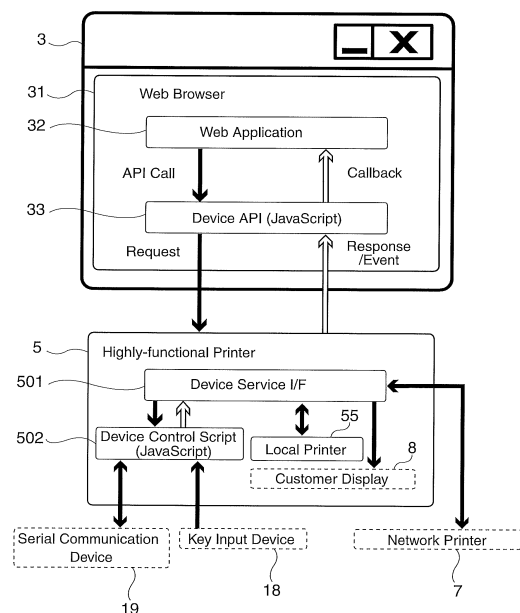 3
31
Web Browser
32
Web Application
API Call
Callback
33
Device API (JavaScript)
Request
Response
/Event
5
Highly-functional Printer
501
Device Service I/F
502
Device Control Script
(JavaScript)
55
Local Printer
8
Customer Display
Serial Communication
Device
Key Input Device
Network Printer
19
18
7